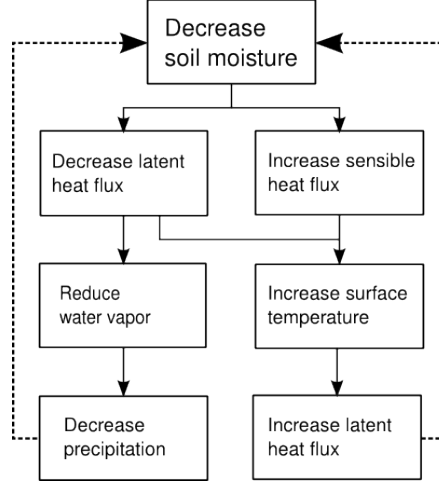 Decrease
soil moisture
Decrease latent
heat flux
Increase sensible
heat flux
Reduce
water vapor
Increase surface
temperature
Decrease
precipitation
Increase latent
heat flux